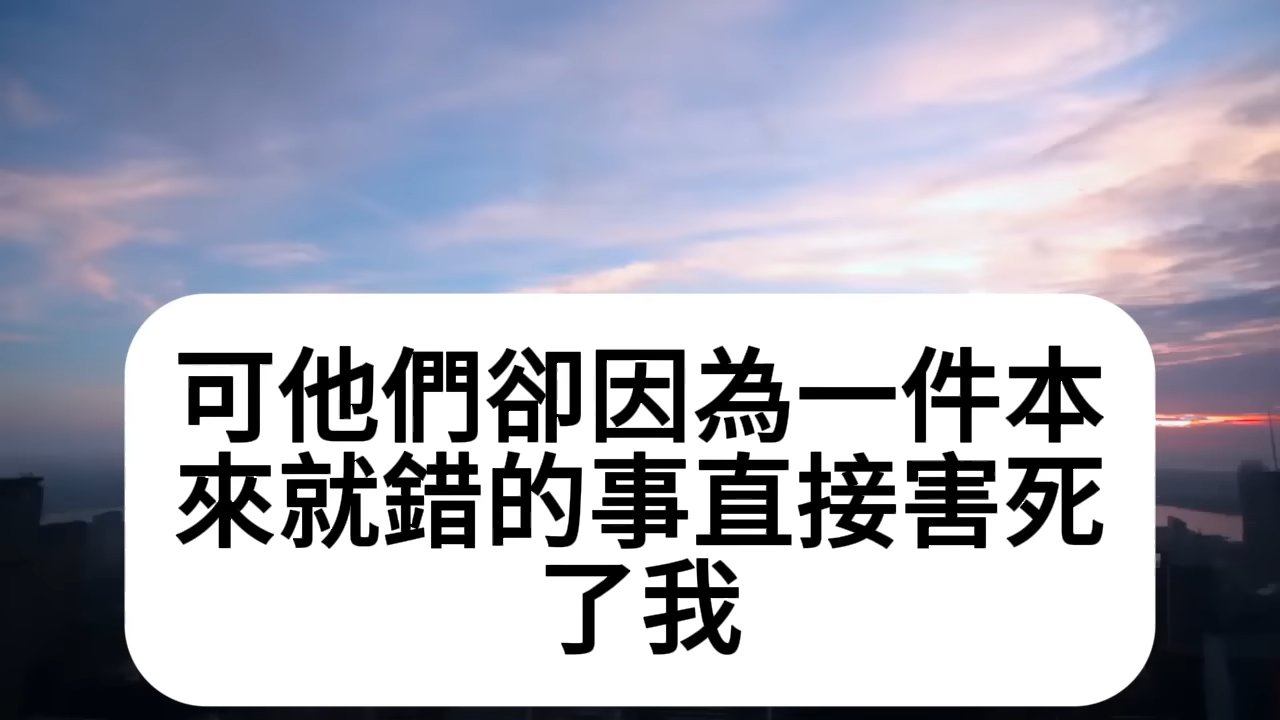 可他們卻因為一件本
來就錯的事直接害死
了我